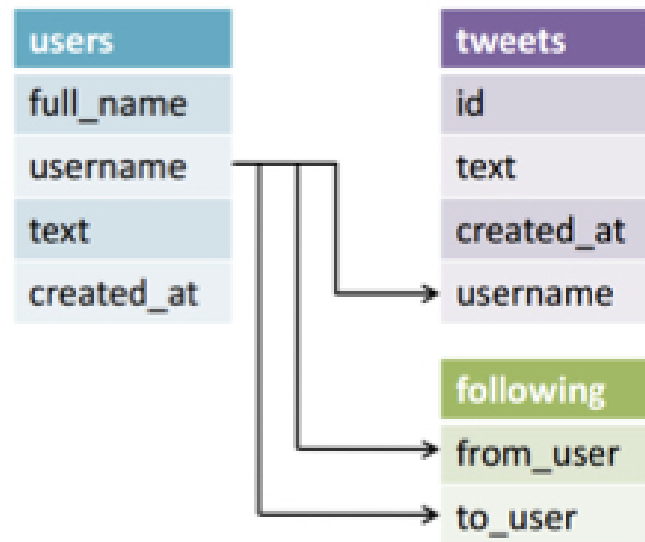 users
full_name
username
text
created_at
tweets
id
text
created_at
username
following
from_user
to_user